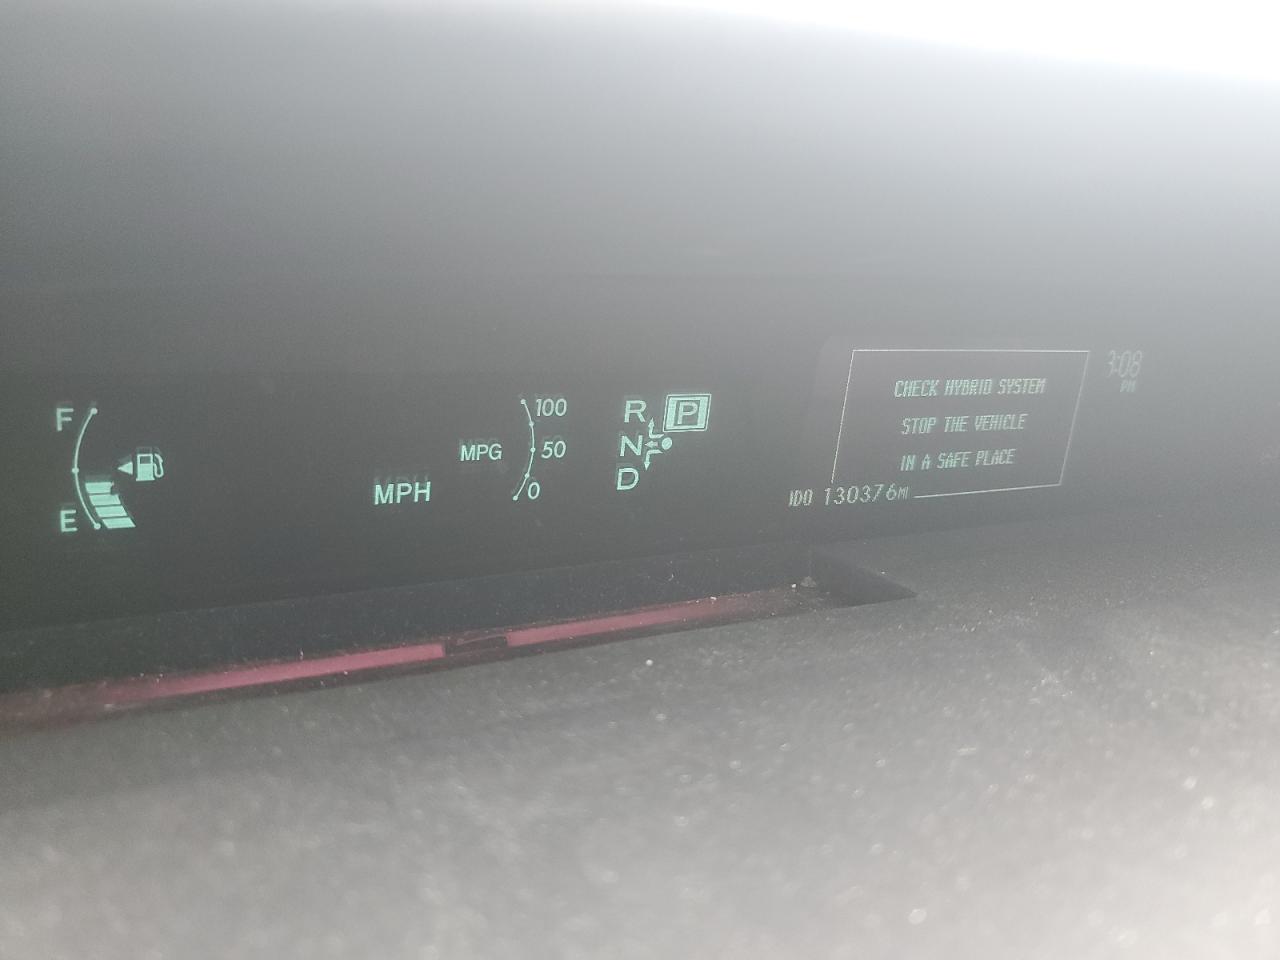 F
E
MPH
MPG
100
50
0
R
P
N
D
CHECK HYBRID SYSTEM
STOP THE VEHICLE
IN A SAFE PLACE
3:08
PM
ODO 130376MI